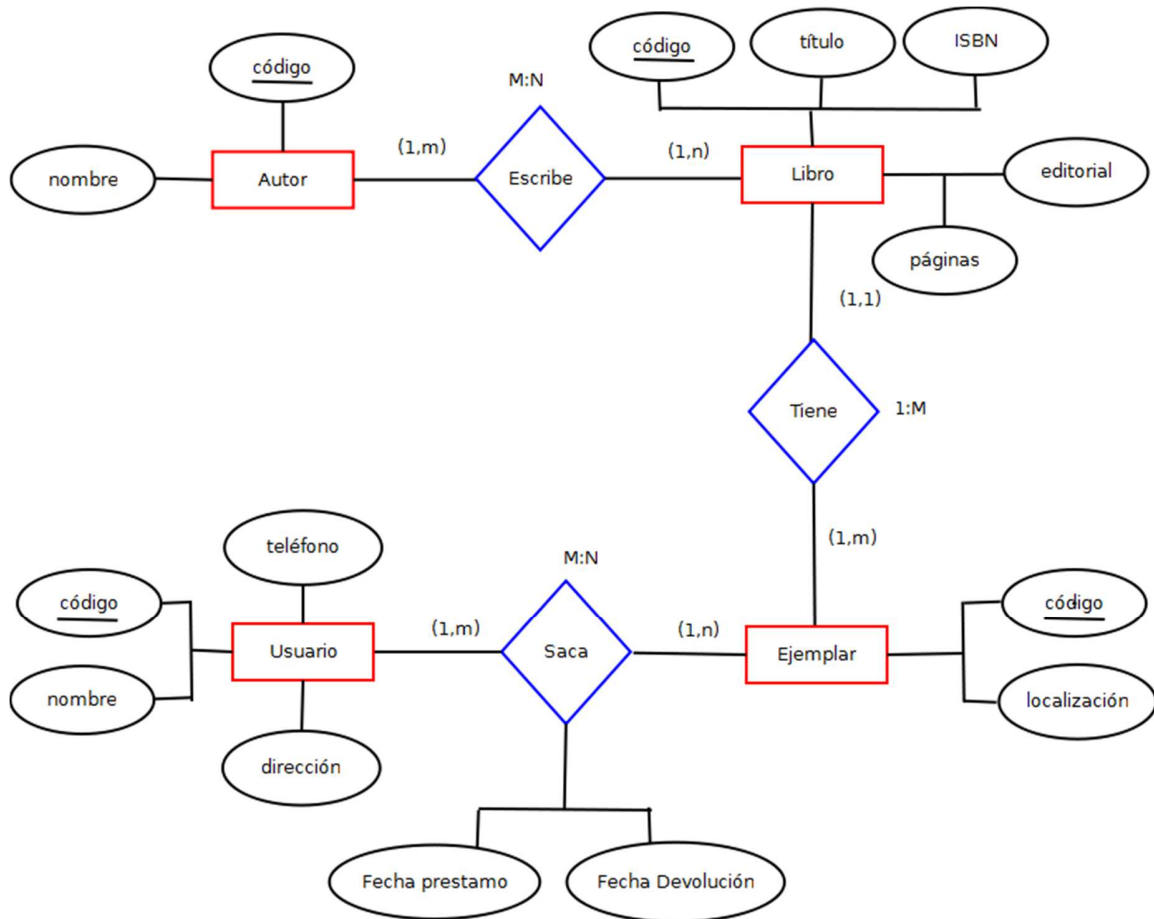 código
título
ISBN
código
M:N
(1,m)
(1,n)
nombre
Autor
Escribe
Libro
editorial
páginas
(1,1)
Tiene
1:M
(1,m)
teléfono
M:N
código
código
(1,m)
(1,n)
Usuario
Saca
Ejemplar
nombre
localización
dirección
Fecha prestamo
Fecha Devolución